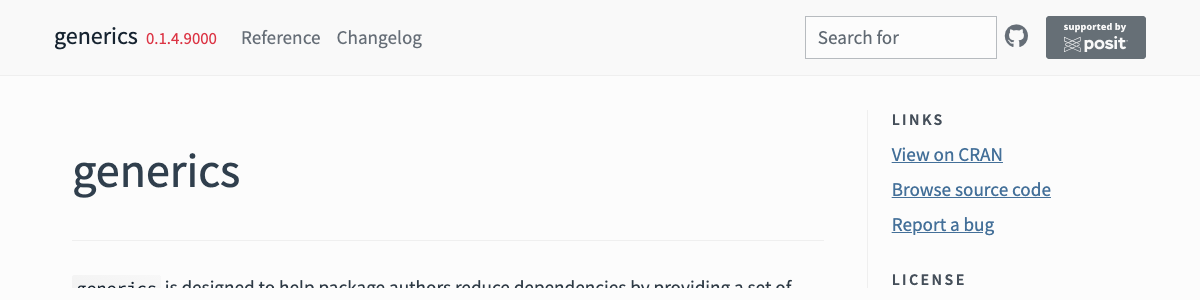 generics 0.1.4.9000 Reference Changelog Search for supported by posit
LINKS
View on CRAN
generics
Browse source code
Report a bug
LICENSE
generics is designed to help package authors reduce dependencies by providing a set of